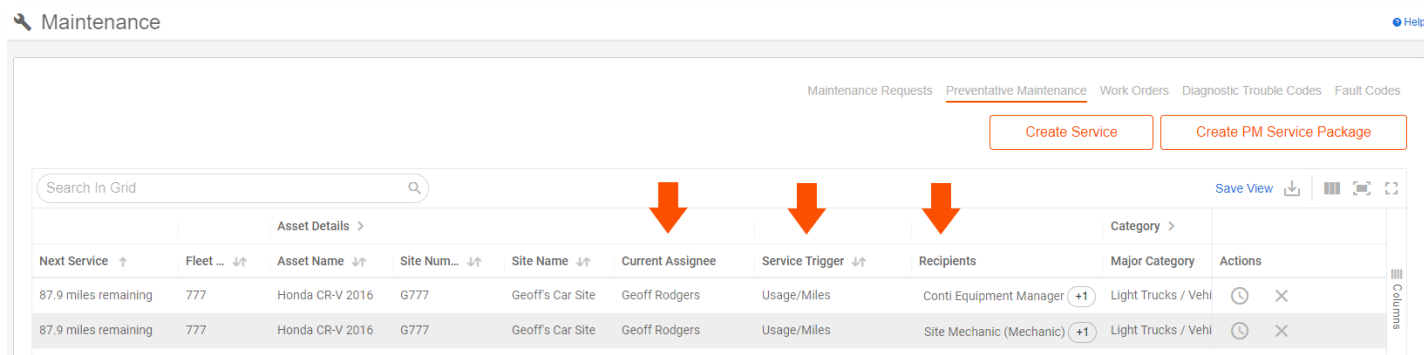 Maintenance
Help
Maintenance Requests Preventative Maintenance Work Orders Diagnostic Trouble Codes Fault Codes
Create Service Create PM Service Package
Search In Grid Save View
Asset Details Category
Next Service Fleet ... Asset Name Site Num... Site Name Current Assignee Service Trigger Recipients Major Category Actions
87.9 miles remaining 777 Honda CR-V 2016 G777 Geoff's Car Site Geoff Rodgers Usage/Miles Conti Equipment Manager +1 Light Trucks / Vehi
87.9 miles remaining 777 Honda CR-V 2016 G777 Geoff's Car Site Geoff Rodgers Usage/Miles Site Mechanic (Mechanic) +1 Light Trucks / Vehi
Columns